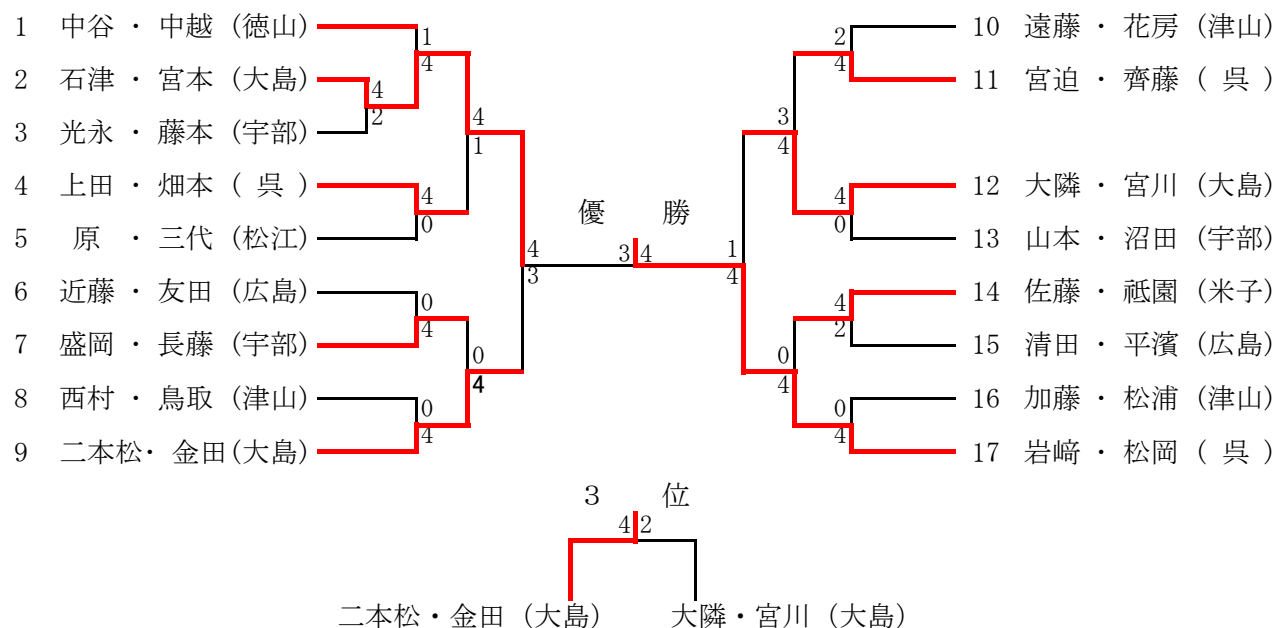 1 中谷 ・ 中越 (徳山)
1
4
2 石津 ・ 宮本 (大島)
4
2
3 光永 ・ 藤本 (宇部)
4
1
4 上田 ・ 畑本 ( 呉 )
4
0
5 原 ・ 三代 (松江)
4
3
6 近藤 ・ 友田 (広島)
0
4
7 盛岡 ・ 長藤 (宇部)
0
4
8 西村 ・ 鳥取 (津山)
0
4
9 二本松・ 金田(大島)
優 勝
3 4
10 遠藤 ・ 花房 (津山)
2
4
11 宮迫 ・ 齊藤 ( 呉 )
3
4
12 大隣 ・ 宮川 (大島)
4
0
13 山本 ・ 沼田 (宇部)
1
4
14 佐藤 ・ 祇園 (米子)
4
2
15 清田 ・ 平濱 (広島)
0
4
16 加藤 ・ 松浦 (津山)
0
4
17 岩﨑 ・ 松岡 ( 呉 )
3 位
4 2
二本松・金田 (大島) 大隣・宮川 (大島)